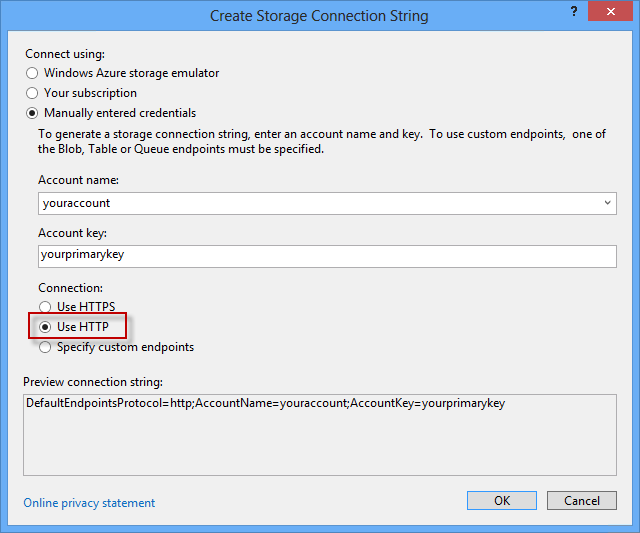 Create Storage Connection String
?
Connect using:
Windows Azure storage emulator
Your subscription
Manually entered credentials
To generate a storage connection string, enter an account name and key.  To use custom endpoints,  one of
the Blob, Table or Queue endpoints must be specified.
Account name:
youraccount
Account key:
yourprimarykey
Connection:
Use HTTPS
Use HTTP
Specify custom endpoints
Preview connection string:
DefaultEndpointsProtocol=http;AccountName=youraccount;AccountKey=yourprimarykey
Online privacy statement
OK
Cancel